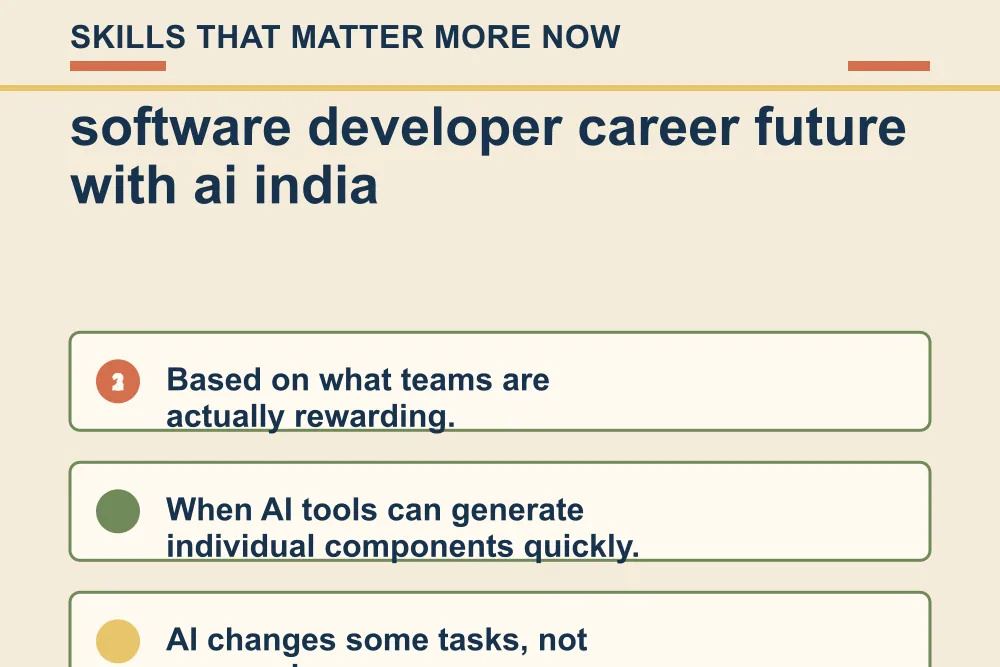 SKILLS THAT MATTER MORE NOW
software developer career future
with ai india
Based on what teams are
actually rewarding.
When AI tools can generate
individual components quickly.
AI changes some tasks, not